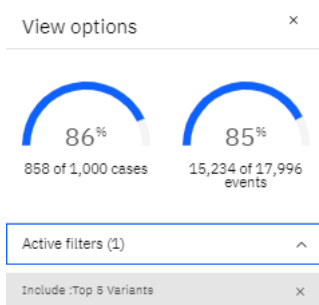 View options
×
86%
85%
858 of 1,000 cases
15,234 of 17,996
events
Active filters (1)
Include :Top 5 Variants
×